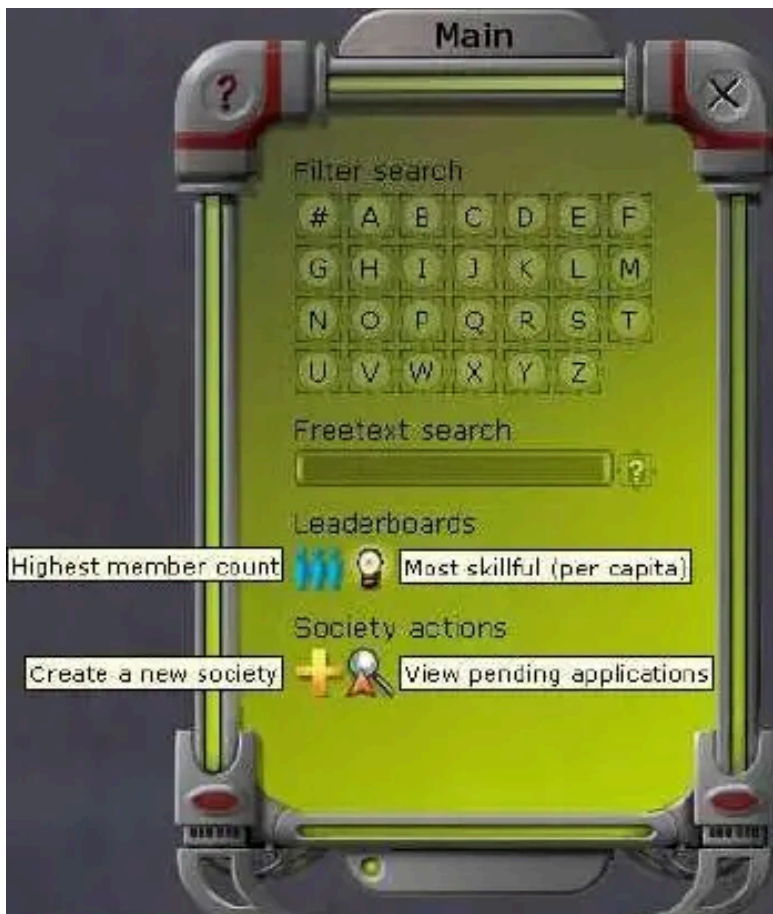 Main
?
Filter search
# A B C D E F
G H I J K L M
N O P Q R S T
U V W X Y Z
Freetext search
?
Leaderboards
Highest member count Most skillful (per capita)
Society actions
Create a new society View pending applications